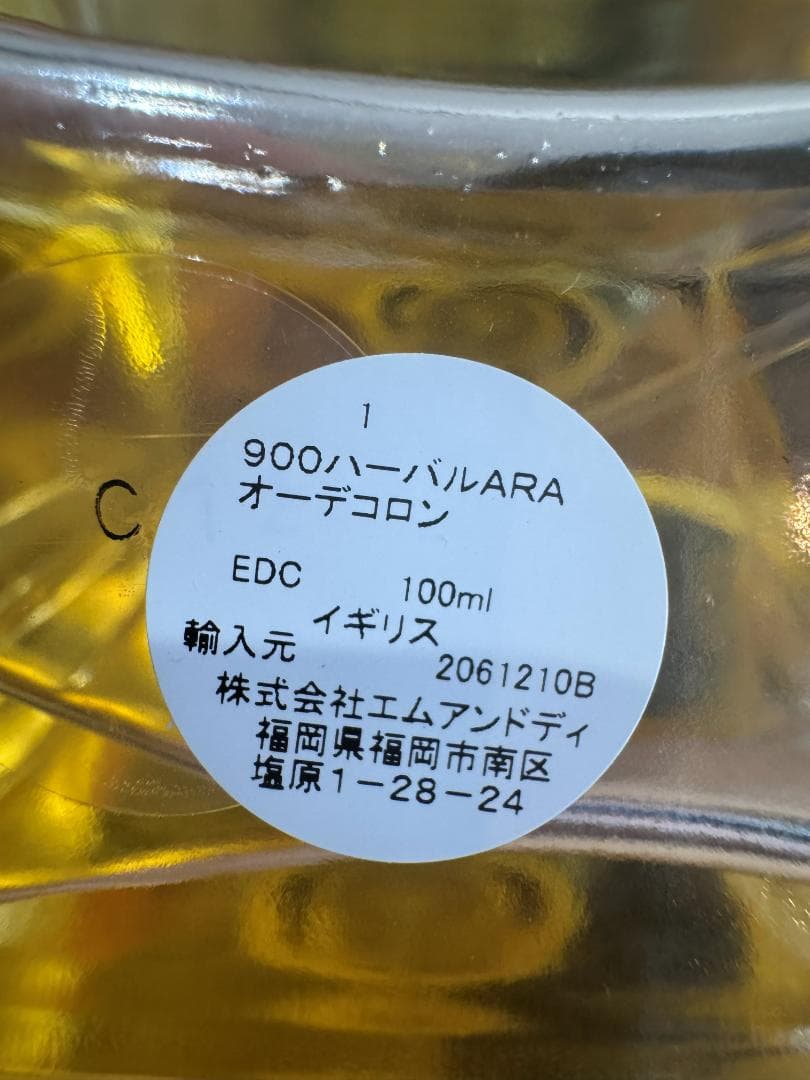 1
900ハーバルARA
オーデコロン
C
EDC 100ml
イギリス
輸入元 2061210B
株式会社エムアンドディ
福岡県福岡市南区
塩原1-28-24